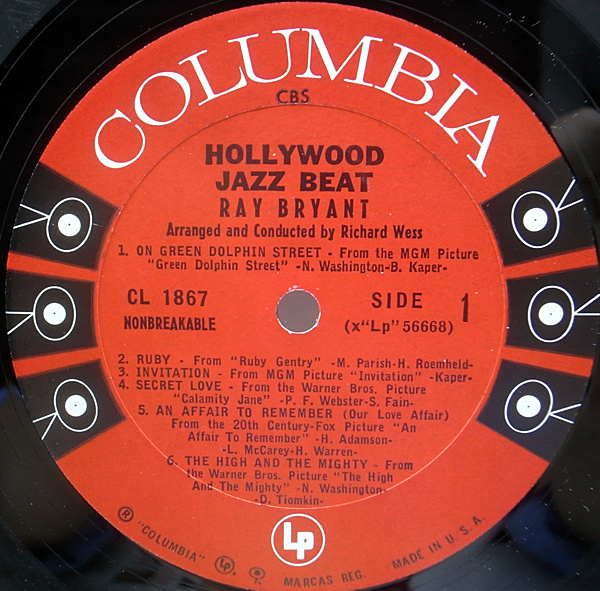 COLUMBIA
CBS
HOLLYWOOD
JAZZ BEAT
RAY BRYANT
Arranged and Conducted by Richard Wess
1. ON GREEN DOLPHIN STREET - From the MGM Picture
"Green Dolphin Street" -N. Washington-B. Kaper-
CL 1867
NONBREAKABLE
SIDE 1
(x"Lp"56668)
2. RUBY - From "Ruby Gentry" -M. Parish-H. Roemheld-
3. INVITATION - From MGM Picture "Invitation" -Kaper-
4. SECRET LOVE - From the Warner Bros. Picture
"Calamity Jane" -P. F. Webster-S. Fain-
5. AN AFFAIR TO REMEMBER (Our Love Affair)
From the 20th Century-Fox Picture "An
Affair To Remember" -H. Adamson-
L. McCarey-H. Warren-
6. THE HIGH AND THE MIGHTY - From
the Warner Bros. Picture "The High
And The Mighty" -N. Washington-
-D. Tiomkin-
Lp
® "COLUMBIA" Lp. MARCAS REG. MADE IN U.S.A.